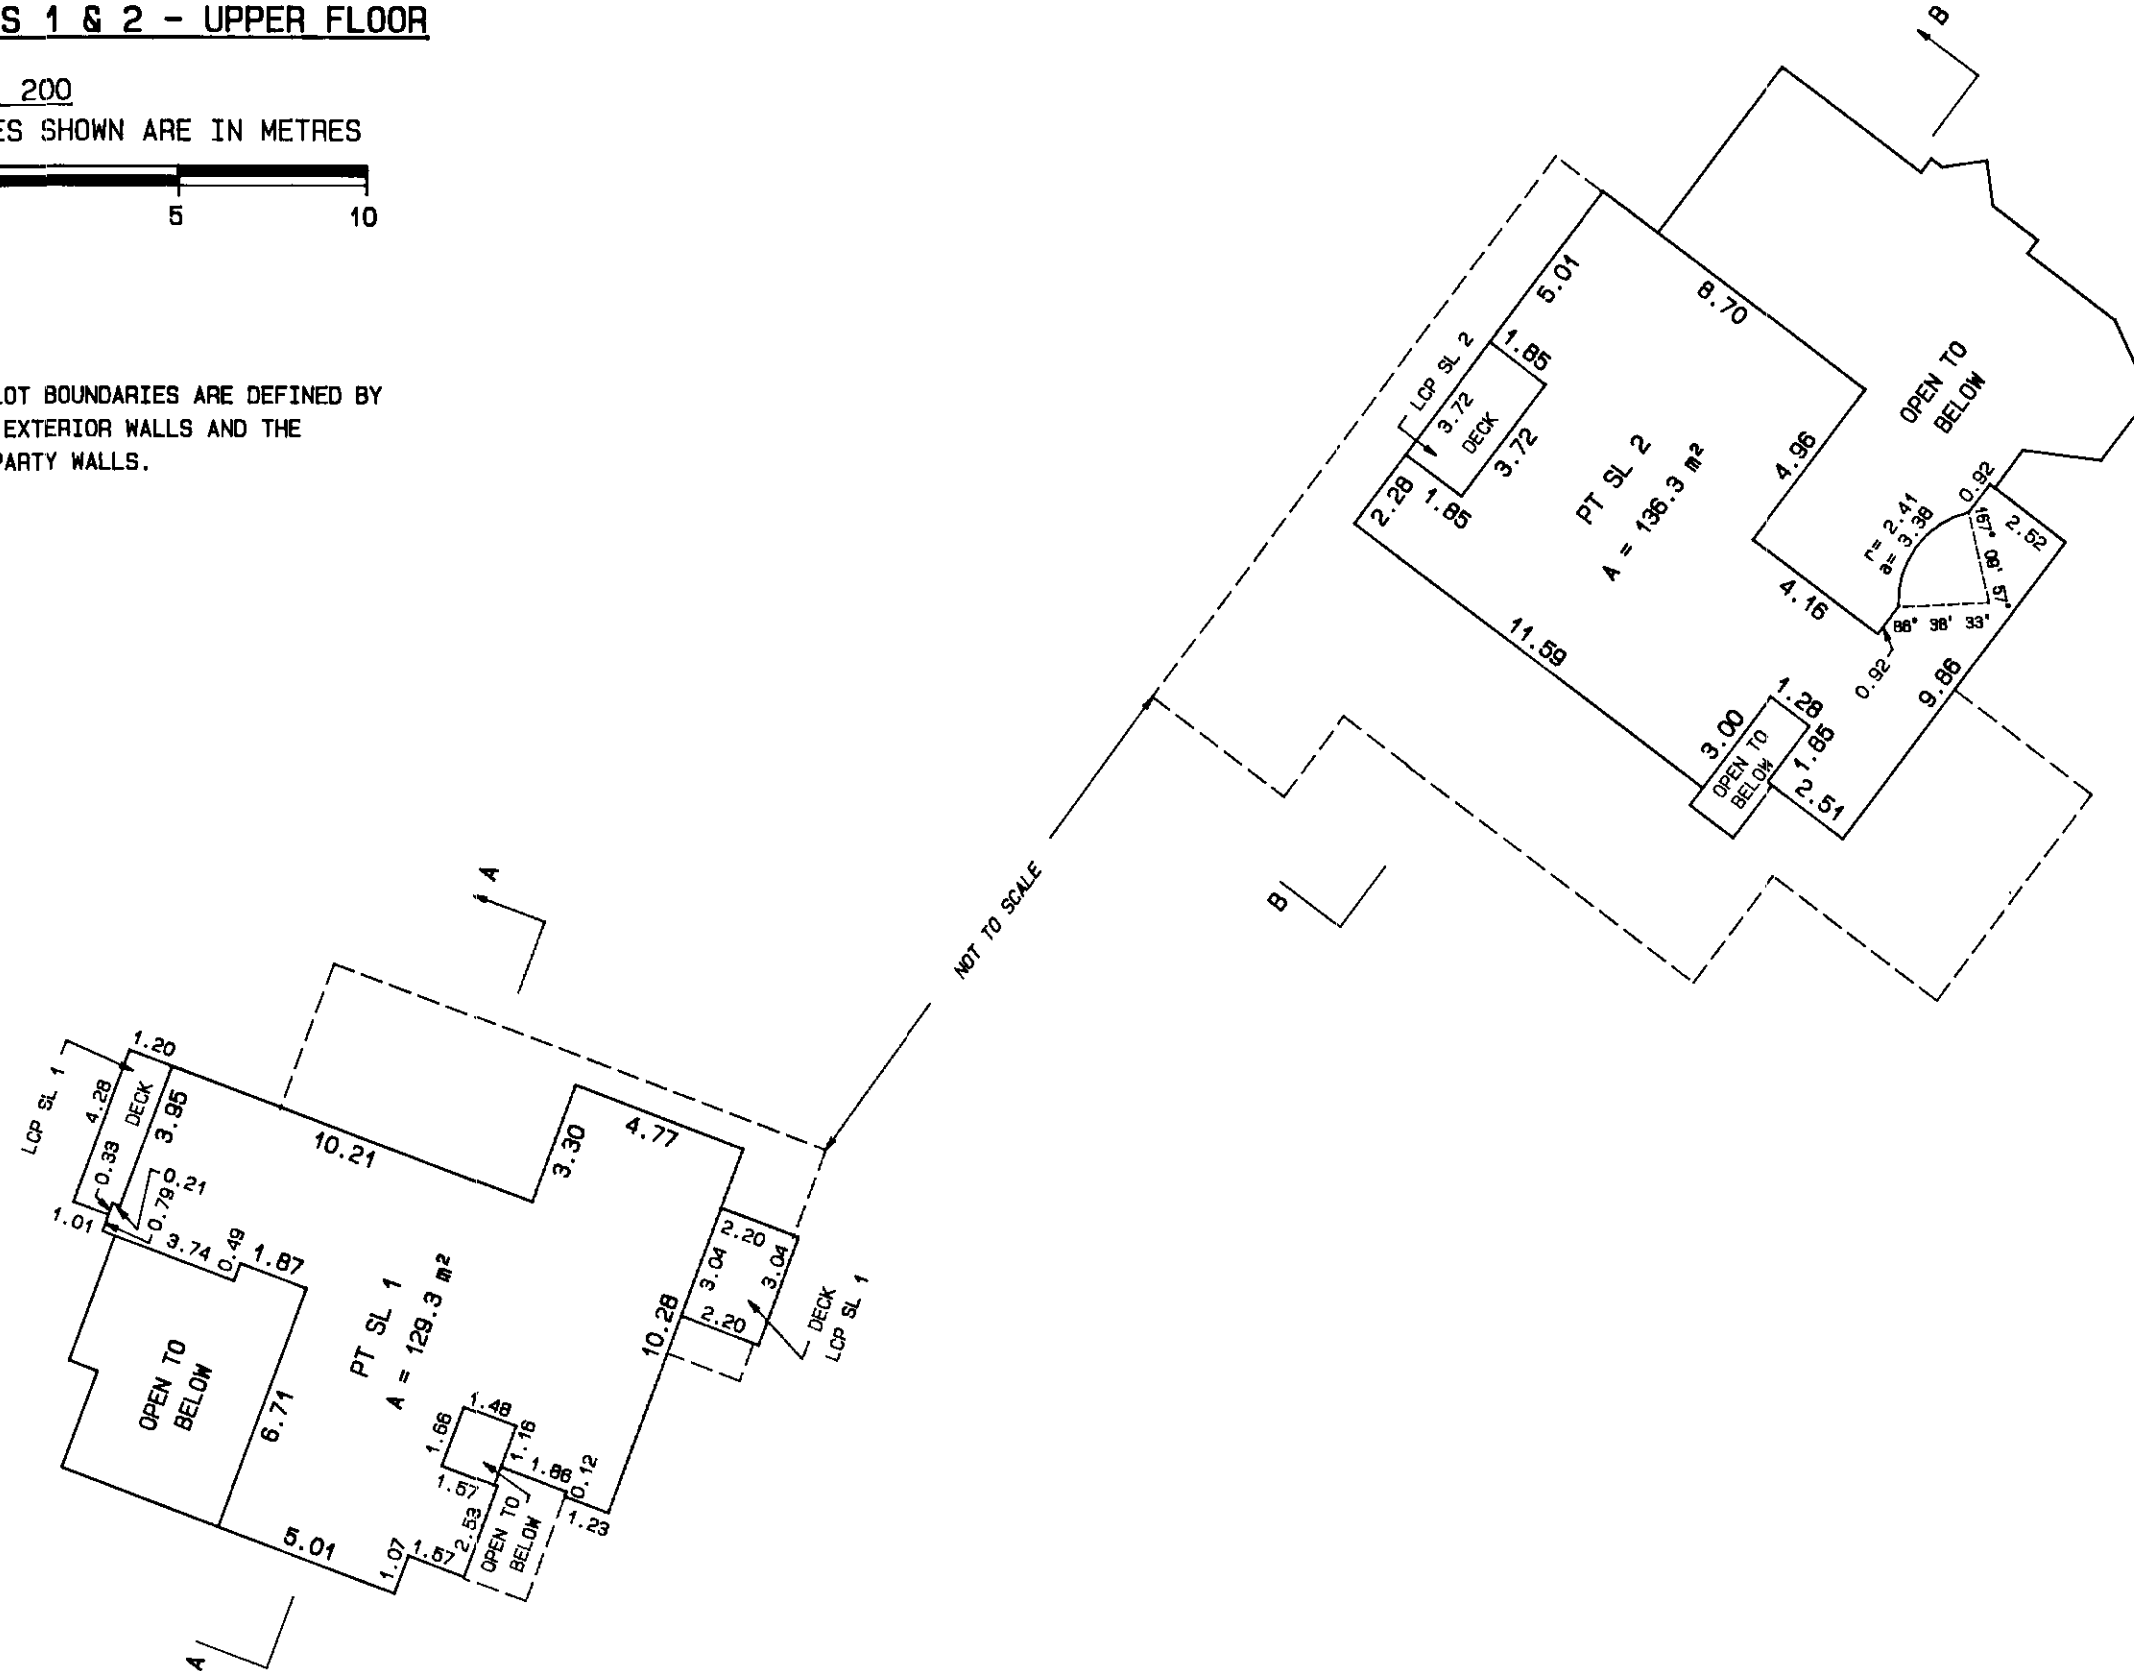 S 1 & 2 - UPPER FLOOR
200
ES SHOWN ARE IN METRES
5 10
LOT BOUNDARIES ARE DEFINED BY
EXTERIOR WALLS AND THE
PARTY WALLS.
B
5.01
8.70
LCP SL 2
1.85
3.72
DECK
3.72
2.28
1.85
PT SL 2
A = 136.3 m²
OPEN TO
BELOW
4.96
0.92
r= 2.41
a= 3.38
2.52
167° 09' 57"
4.16
86° 38' 33"
0.92
11.59
9.86
1.28
3.00
OPEN TO
BELOW
1.85
2.51
B
NOT TO SCALE
A
1.20
LCP SL 1
4.28
DECK
3.95
10.21
3.30
4.77
0.33
0.21
0.79
1.01
3.74
0.49
1.87
2.20
3.04
3.04
2.20
DECK
LCP SL 1
10.28
PT SL 1
A = 129.3 m²
OPEN TO
BELOW
6.71
1.48
1.66
1.16
1.86
0.12
1.57
2.53
OPEN TO
BELOW
1.23
5.01
1.07
1.57
A